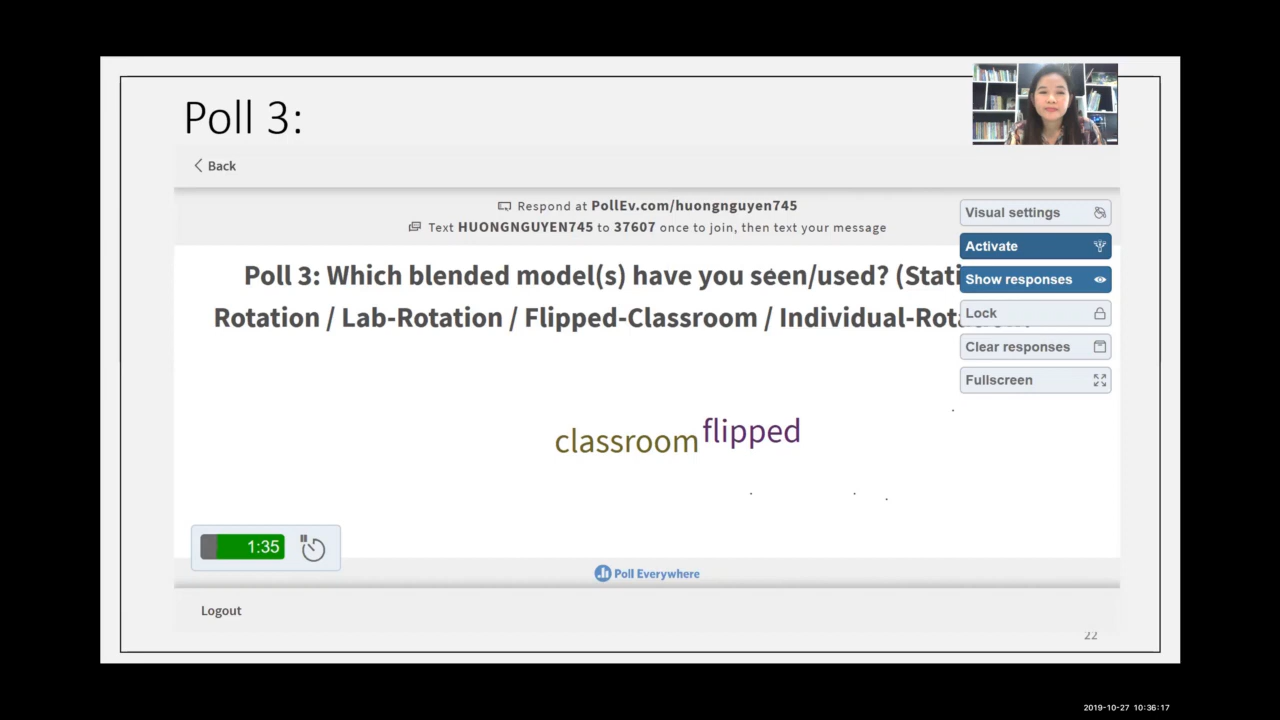 Poll 3:
Back
Respond at PollEv.com/huongnguyen745
Text HUONGNGUYEN745 to 37607 once to join, then text your message
Visual settings
Activate
Poll 3: Which blended model(s) have you seen/used? (Stati
Show responses
Rotation / Lab-Rotation / Flipped-Classroom / Individual-Rota
Lock
Clear responses
Fullscreen
classroom flipped
1:35
Poll Everywhere
Logout
22
2019-10-27 10:36:17